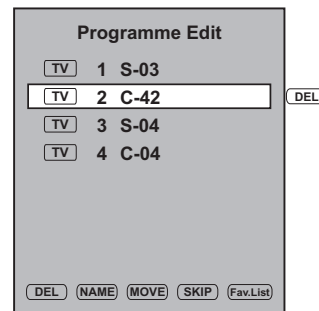 Programme Edit
TV 1 S-03
TV 2 C-42 DEL
TV 3 S-04
TV 4 C-04
DEL NAME MOVE SKIP Fav.List